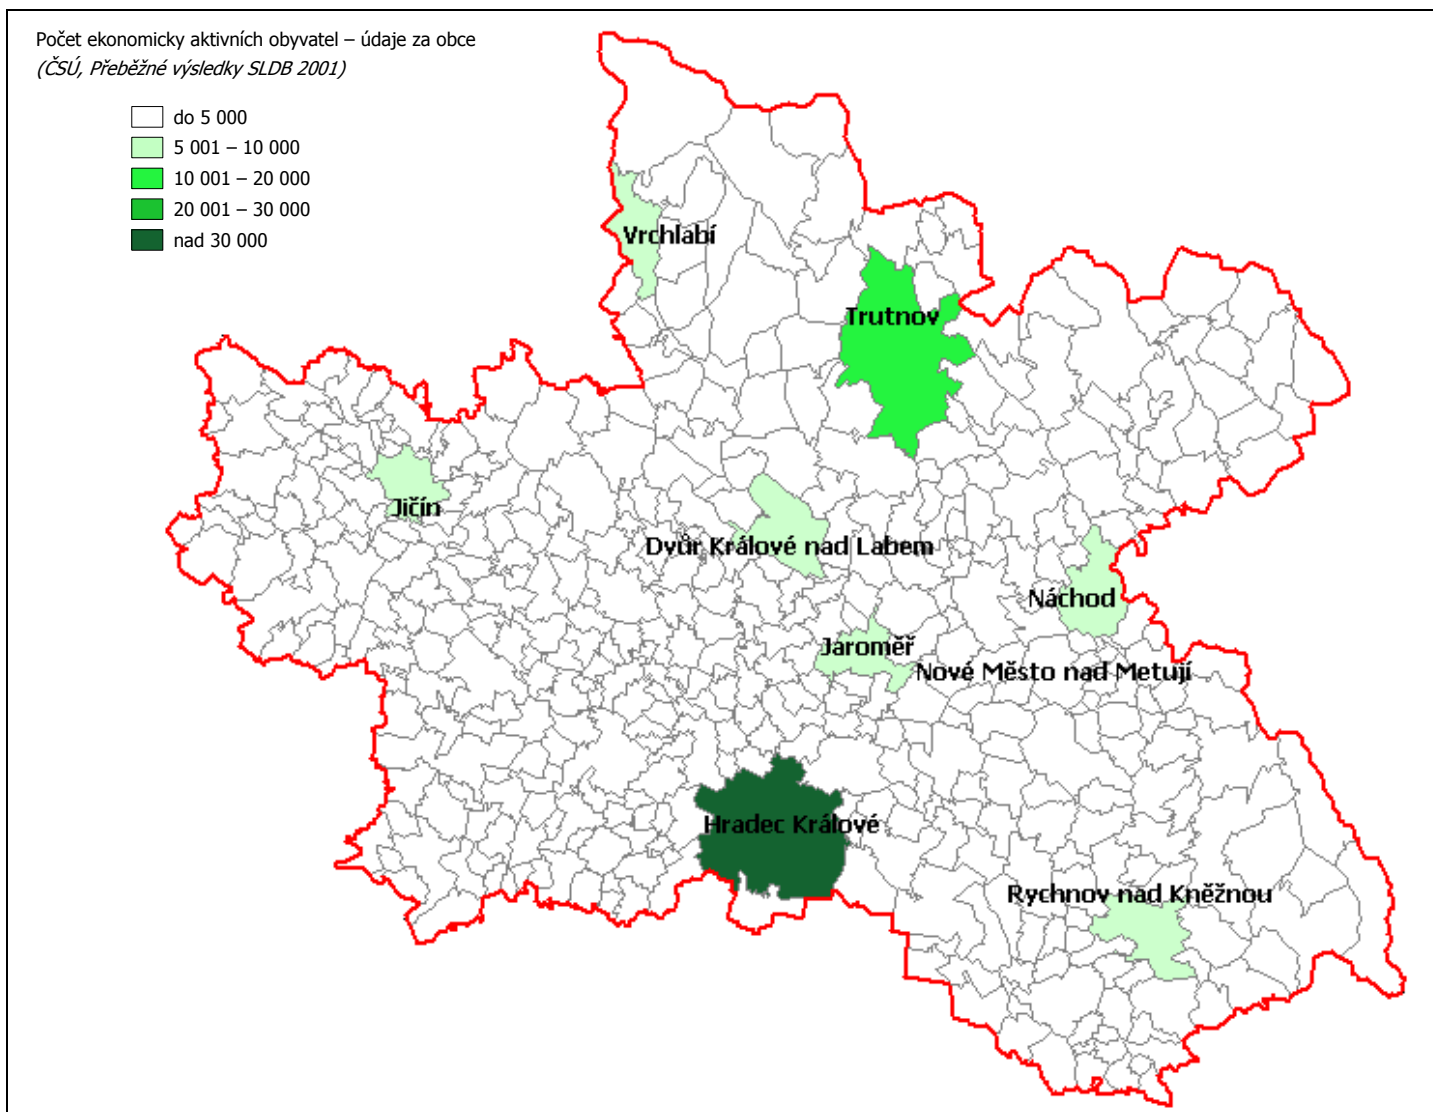 Počet ekonomicky aktivních obyvatel – údaje za obce
(ČSÚ, Přeběžné výsledky SLDB 2001)
do 5 000
5 001 – 10 000
10 001 – 20 000
20 001 – 30 000
nad 30 000
Vrchlabí
Trutnov
Jičín
Dvůr Králové nad Labem
Náchod
Jaroměř
Nové Město nad Metují
Hradec Králové
Rychnov nad Kněžnou